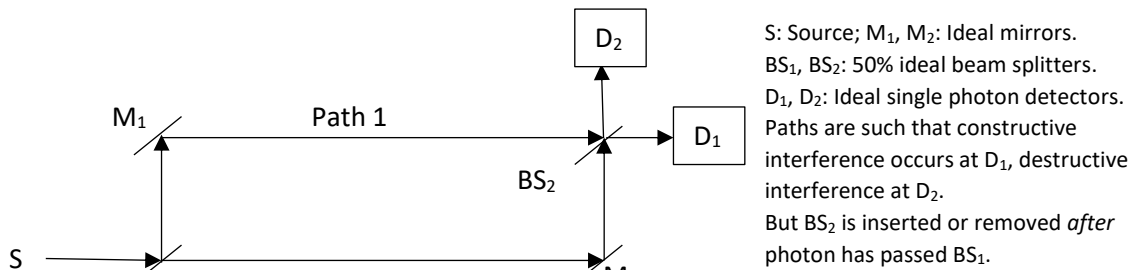 D₂
S: Source; M₁, M₂: Ideal mirrors.
BS₁, BS₂: 50% ideal beam splitters.
D₁, D₂: Ideal single photon detectors.
M₁
Path 1
D₁
Paths are such that constructive
interference occurs at D₁, destructive
interference at D₂.
BS₂
But BS₂ is inserted or removed after
photon has passed BS₁.
S